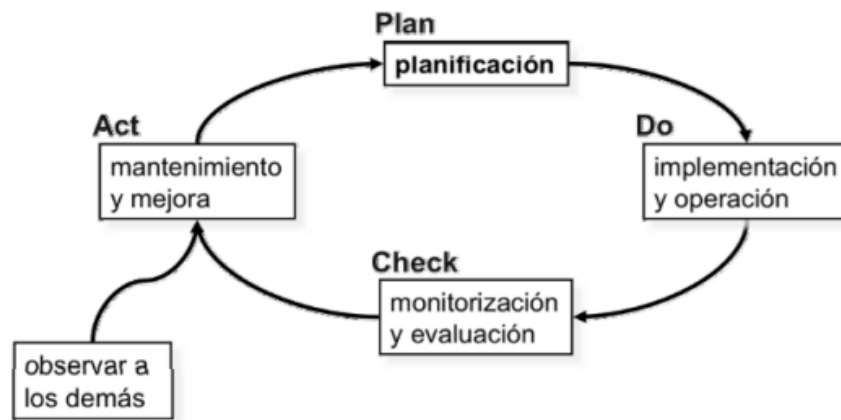 Plan
planificación
Act
mantenimiento
y mejora
Do
implementación
y operación
Check
monitorización
y evaluación
observar a
los demás